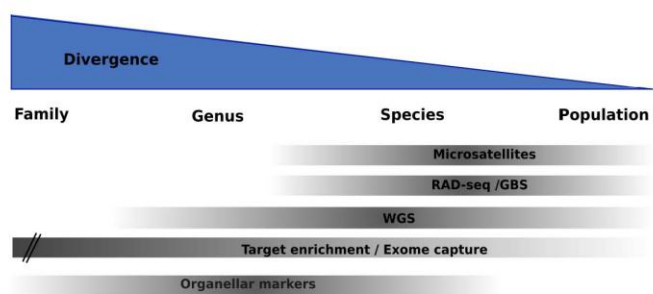 Divergence
Family Genus Species Population
Microsatellites
RAD-seq /GBS
WGS
Target enrichment / Exome capture
Organellar markers